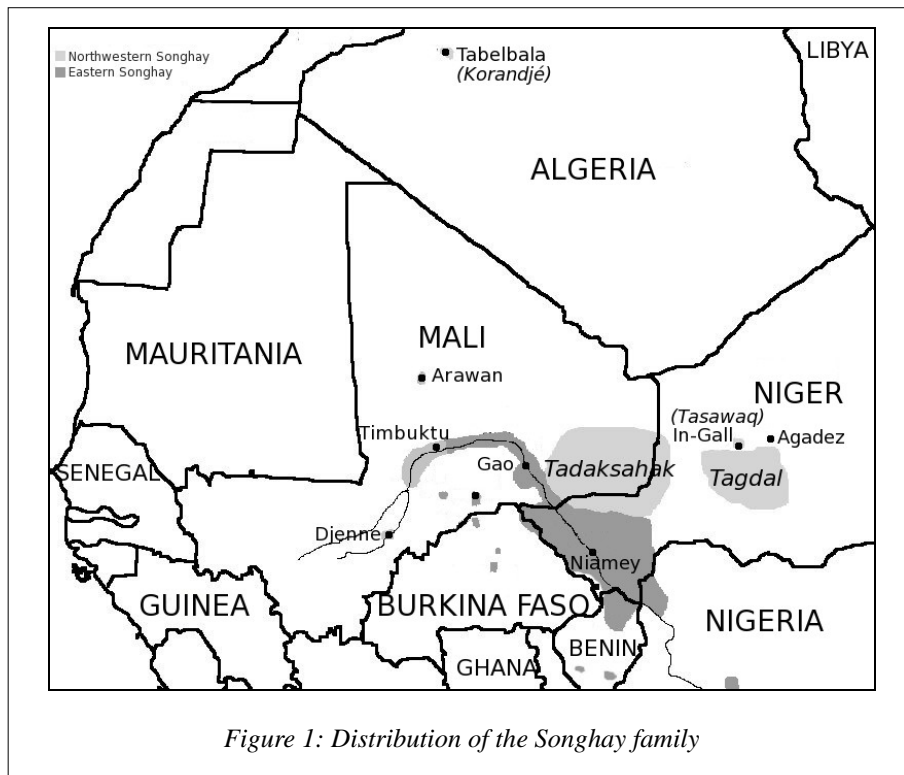 Northwestern Songhay
Eastern Songhay
Tabelbala
(Korandjé)
LIBYA
ALGERIA
MAURITANIA
MALI
Arawan
NIGER
(Tasawaq)
In-Gall
Agadez
Timbuktu
Gao
Tadaksahak
Tagdal
SENEGAL
Djenne
Niamey
GUINEA
BURKINA FASO
NIGERIA
BENIN
GHANA
Figure 1: Distribution of the Songhay family